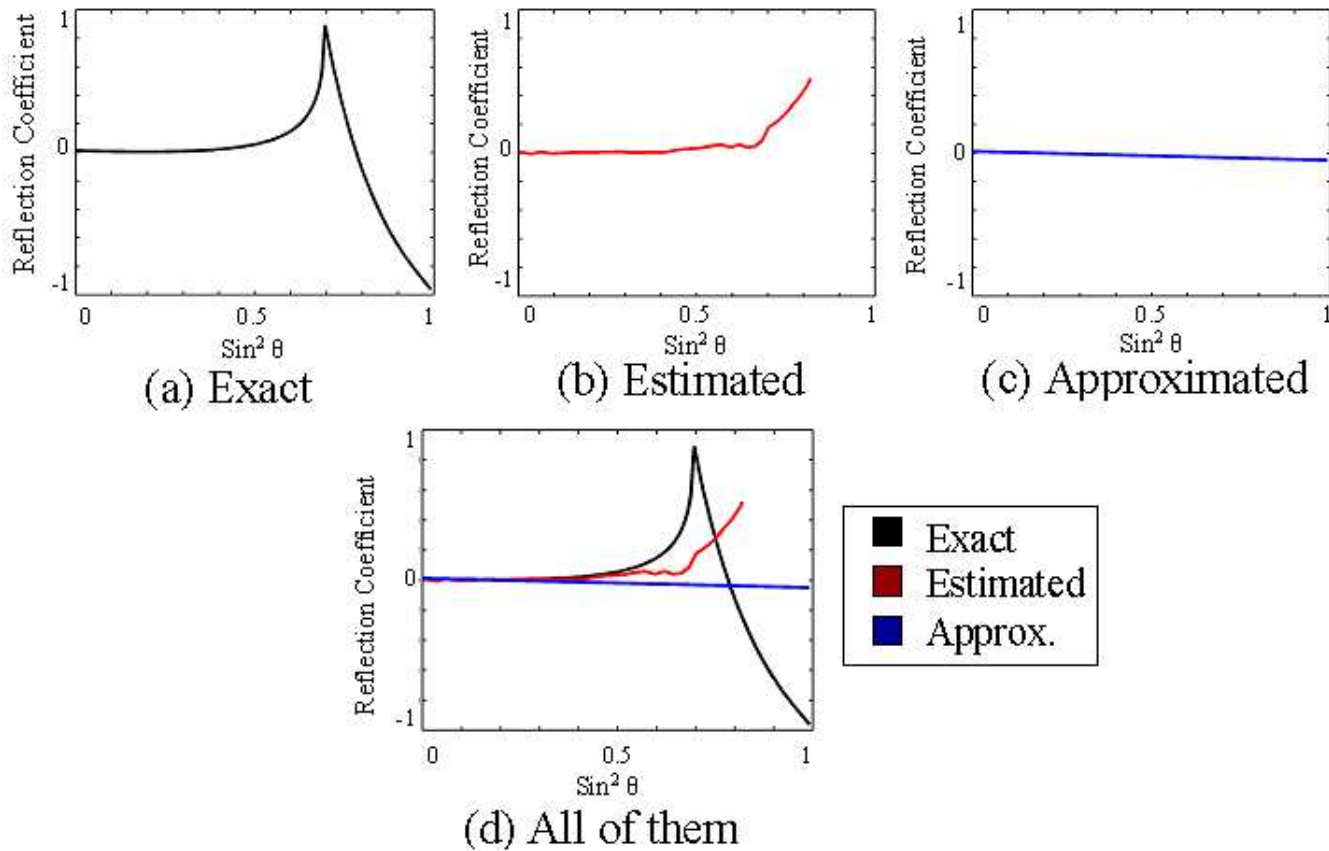 1
0
-1
Reflection Coefficient
0 0.5 1
Sin² θ
(a) Exact
1
0
-1
Reflection Coefficient
0 0.5 1
Sin² θ
(b) Estimated
1
0
-1
Reflection Coefficient
0 0.5 1
Sin² θ
(c) Approximated
1
0
-1
Reflection Coefficient
0 0.5 1
Sin² θ
(d) All of them
Exact
Estimated
Approx.